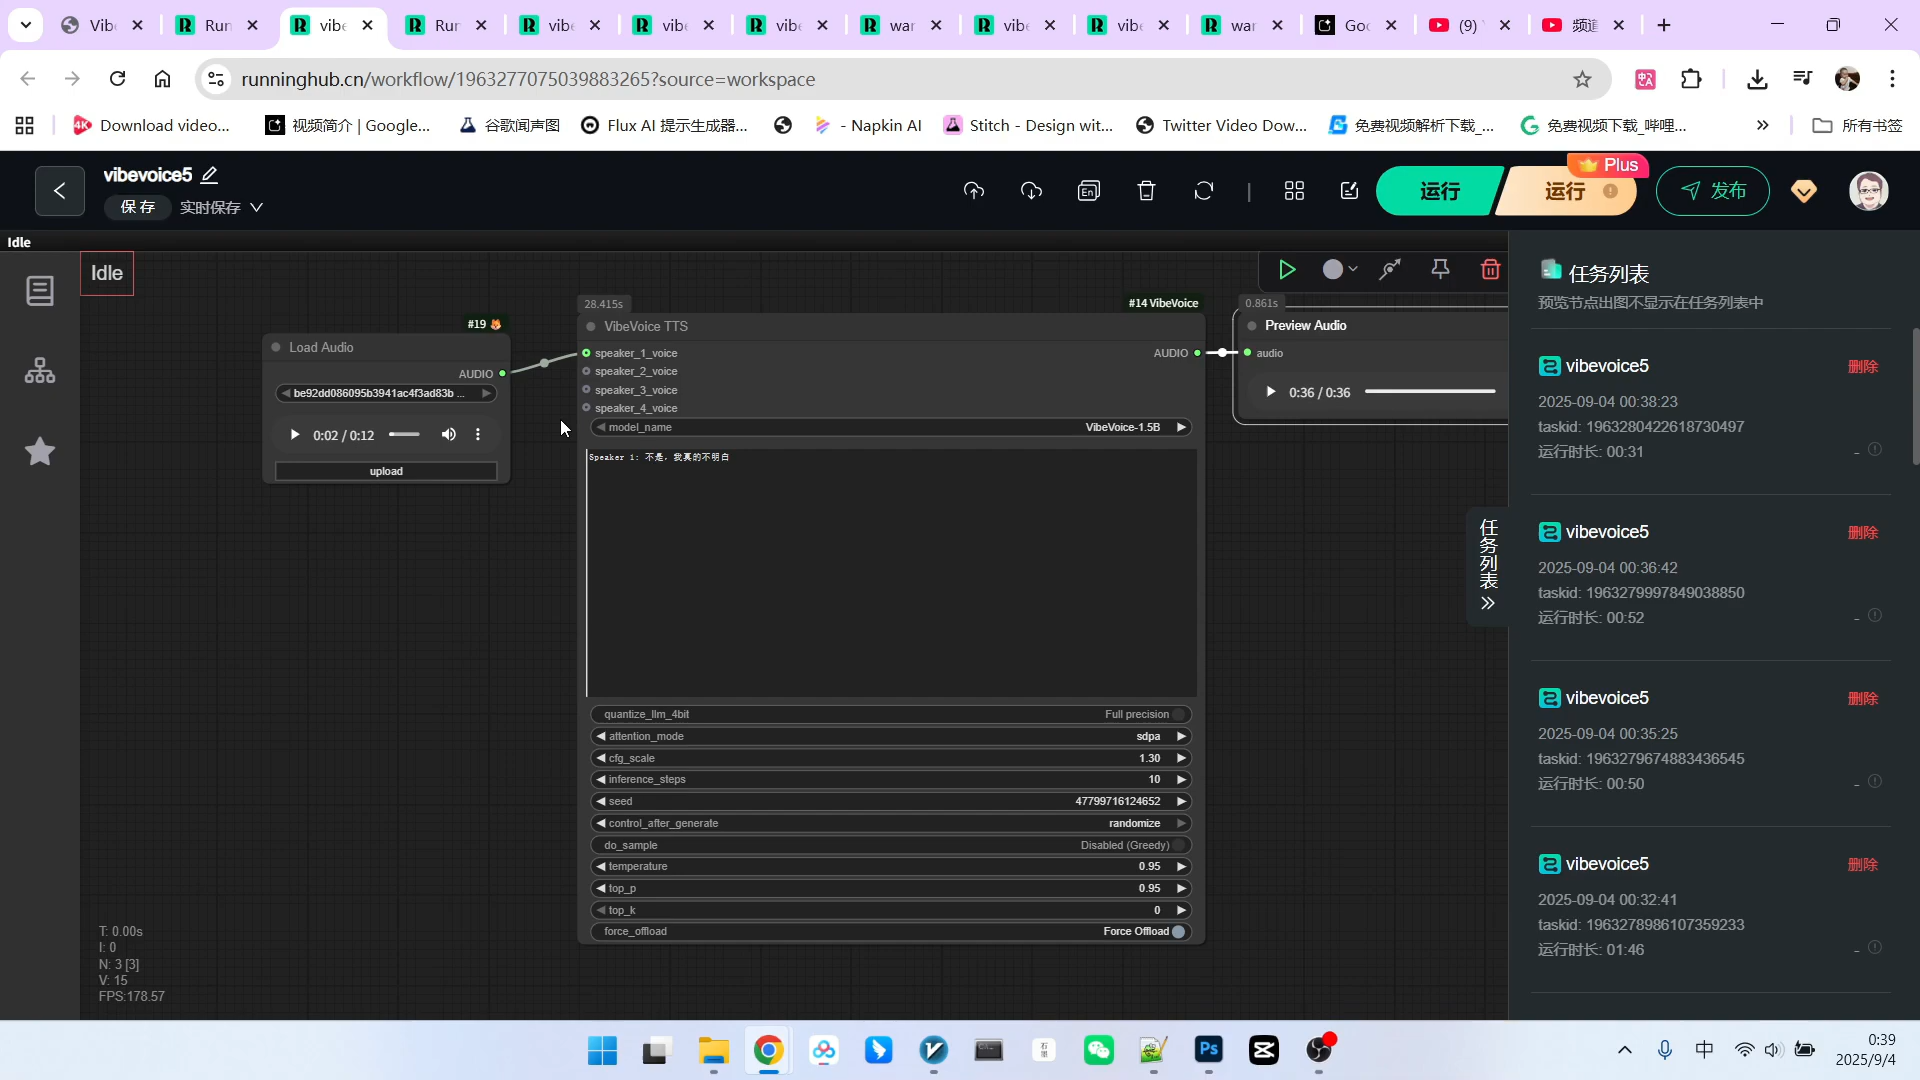 Vibe
Run
vibe
Run
vibe
vibe
vibe
war
vibe
vibe
war
Goo
(9)
频道
runninghub.cn/workflow/1963277075039883265?source=workspace
Download video...
视频简介 | Google...
谷歌闻声图
Flux AI 提示生成器...
- Napkin AI
Stitch - Design wit...
Twitter Video Dow...
免费视频解析下载_...
免费视频下载_哔哩...
所有书签
vibevoice5
保存
实时保存
En
运行
运行
Plus
发布
Idle
Idle
#19
Load Audio
AUDIO
be92dd086095b3941ac4f3ad83b ...
0:02 / 0:12
upload
28.415s
#14 VibeVoice
VibeVoice TTS
speaker_1_voice
AUDIO
speaker_2_voice
speaker_3_voice
speaker_4_voice
model_name
VibeVoice-1.5B
Speaker 1: 不是，我真的不明白
quantize_llm_4bit
Full precision
attention_mode
sdpa
cfg_scale
1.30
inference_steps
10
seed
47799716124652
control_after_generate
randomize
do_sample
Disabled (Greedy)
temperature
0.95
top_p
0.95
top_k
0
force_offload
Force Offload
0.861s
Preview Audio
audio
0:36 / 0:36
T: 0.00s
I: 0
N: 3 [3]
V: 15
FPS:178.57
任务列表
任务列表
预览节点出图不显示在任务列表中
vibevoice5
删除
2025-09-04 00:38:23
taskid: 1963280422618730497
运行时长: 00:31
-
vibevoice5
删除
2025-09-04 00:36:42
taskid: 1963279997849038850
运行时长: 00:52
-
vibevoice5
删除
2025-09-04 00:35:25
taskid: 1963279674883436545
运行时长: 00:50
-
vibevoice5
删除
2025-09-04 00:32:41
taskid: 1963278986107359233
运行时长: 01:46
-
石墨
Ps
中
0:39
2025/9/4